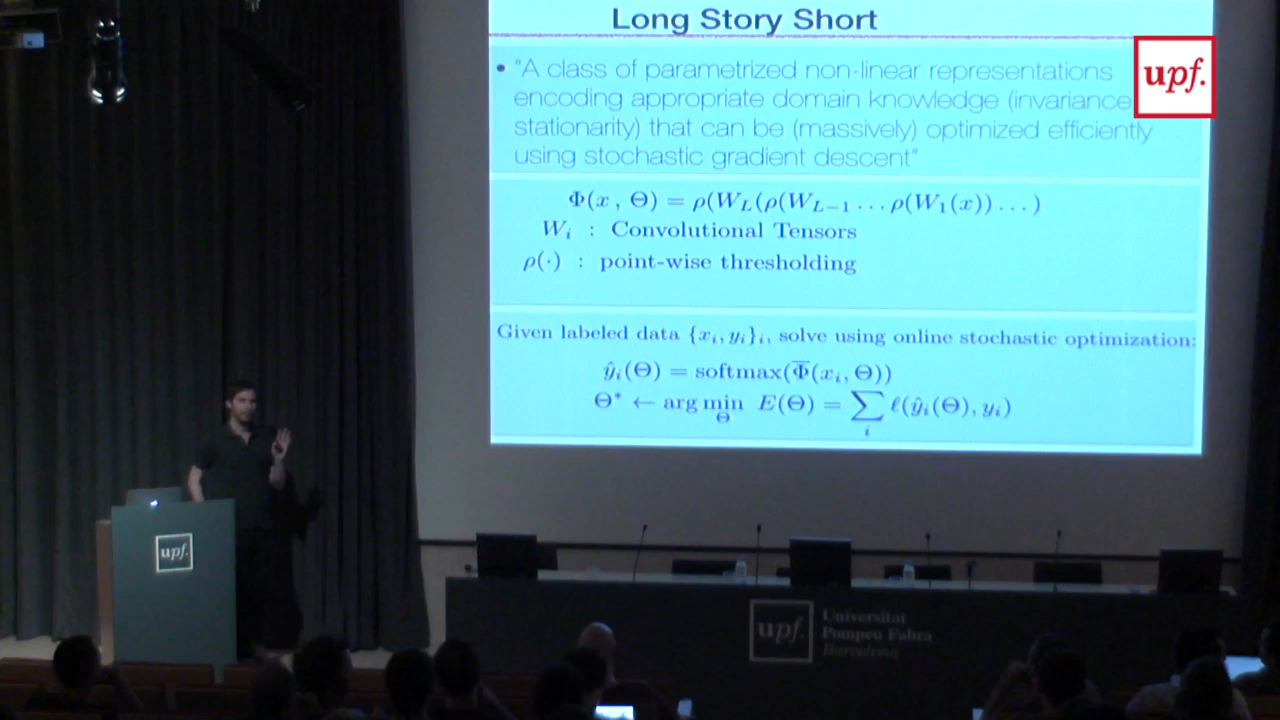 Long Story Short
• "A class of parametrized non-linear representations
encoding appropriate domain knowledge (invariance
stationarity) that can be (massively) optimized efficiently
using stochastic gradient descent"
upf.
Φ(x, Θ) = ρ(W_L(ρ(W_{L−1} … ρ(W_1(x)) … )
W_i : Convolutional Tensors
ρ(·) : point-wise thresholding
Given labeled data {x_i, y_i}_i, solve using online stochastic optimization:
ŷ_i(Θ) = softmax(Φ̅(x_i, Θ))
Θ* ← arg min_Θ E(Θ) = ∑_i ℓ(ŷ_i(Θ), y_i)
upf.
upf.
Universitat
Pompeu Fabra
Barcelona